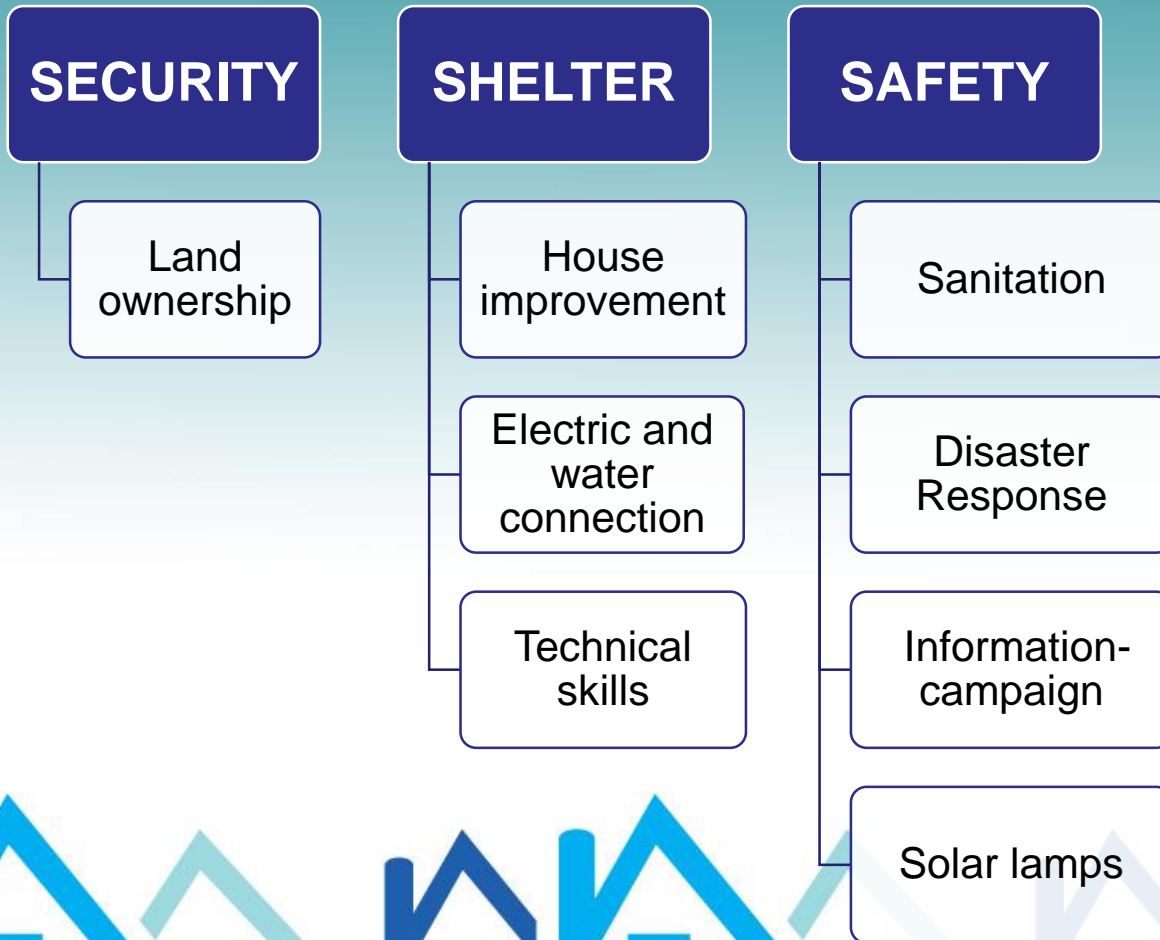 SECURITY
Land
ownership
SHELTER
House
improvement
Electric and
water
connection
Technical
skills
SAFETY
Sanitation
Disaster
Response
Information-
campaign
Solar lamps